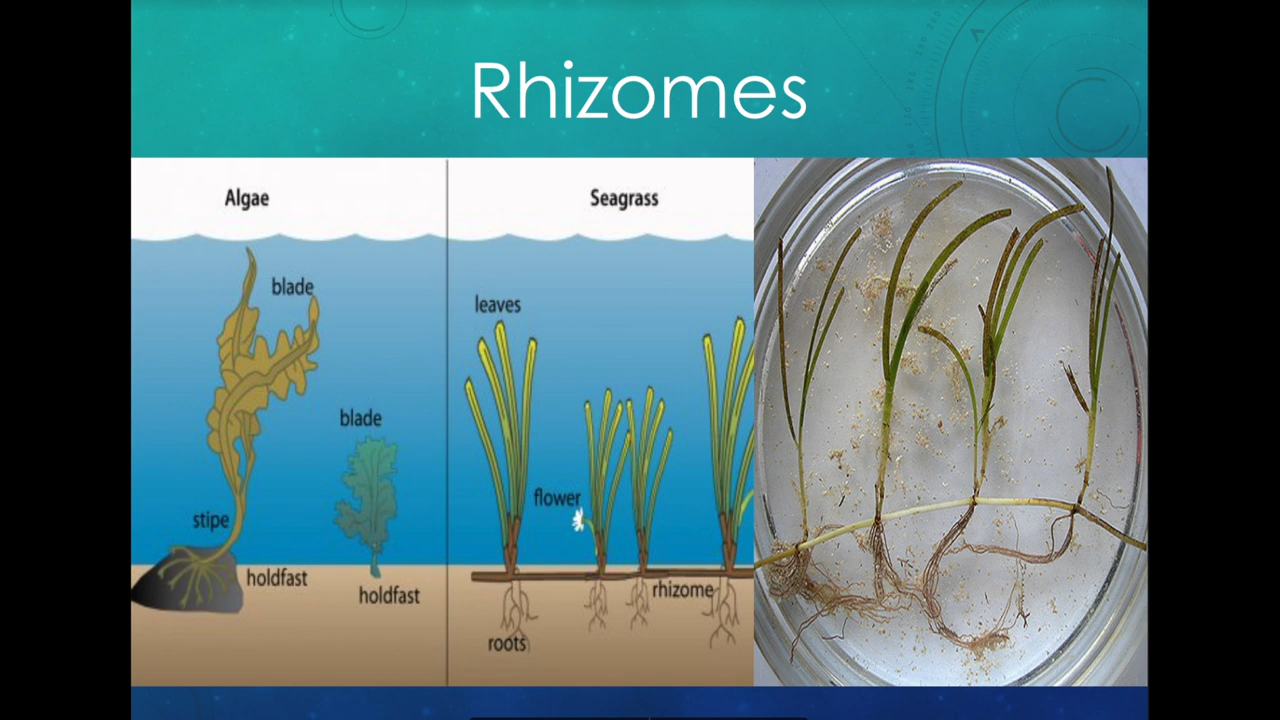 Rhizomes
Algae
blade
blade
stipe
holdfast
holdfast
Seagrass
leaves
flower
rhizome
roots